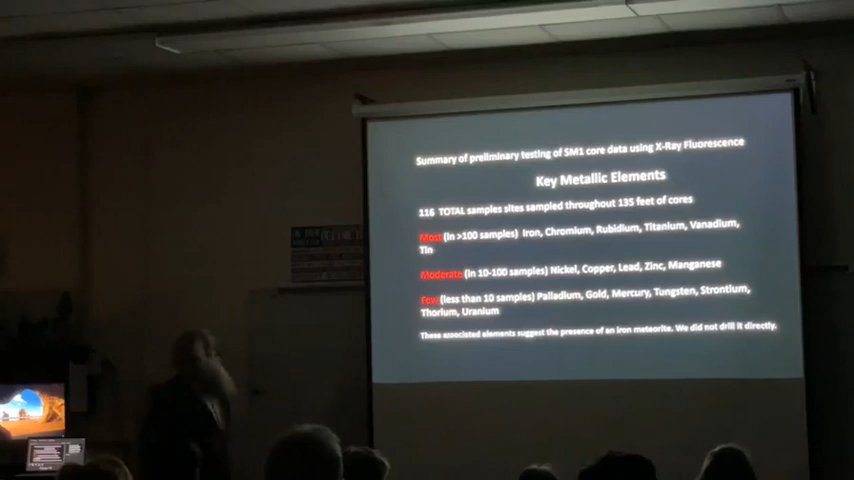 Summary of preliminary testing of SM1 core data using X-Ray Fluorescence
Key Metallic Elements
116 TOTAL samples sites sampled throughout 135 feet of cores
Most (in >100 samples) Iron, Chromium, Rubidium, Titanium, Vanadium,
Tin
Moderate (in 10-100 samples) Nickel, Copper, Lead, Zinc, Manganese
Few (less than 10 samples) Palladium, Gold, Mercury, Tungsten, Strontium,
Thorium, Uranium
These associated elements suggest the presence of an iron meteorite. We did not drill it directly.